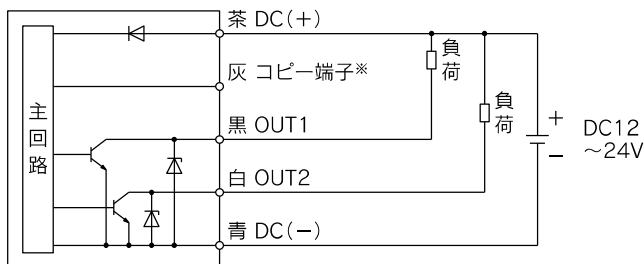 茶 DC(+)
負荷
灰 コピー端子※
負荷
主回路
黒 OUT1
+
−
DC12
～24V
白 OUT2
青 DC(−)